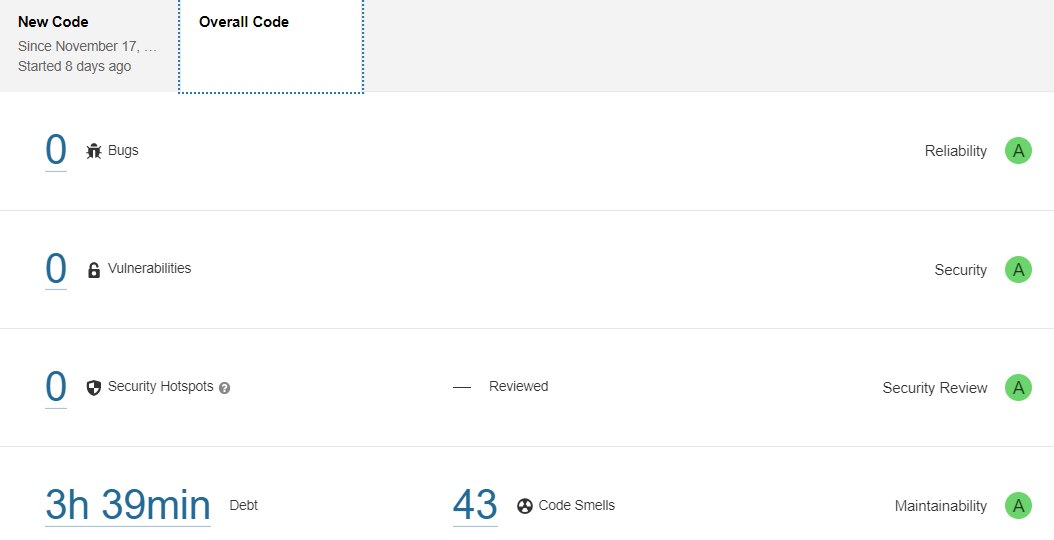 New Code
Since November 17, ...
Started 8 days ago
Overall Code
0 Bugs Reliability A
0 Vulnerabilities Security A
0 Security Hotspots ? — Reviewed Security Review A
3h 39min Debt 43 Code Smells Maintainability A